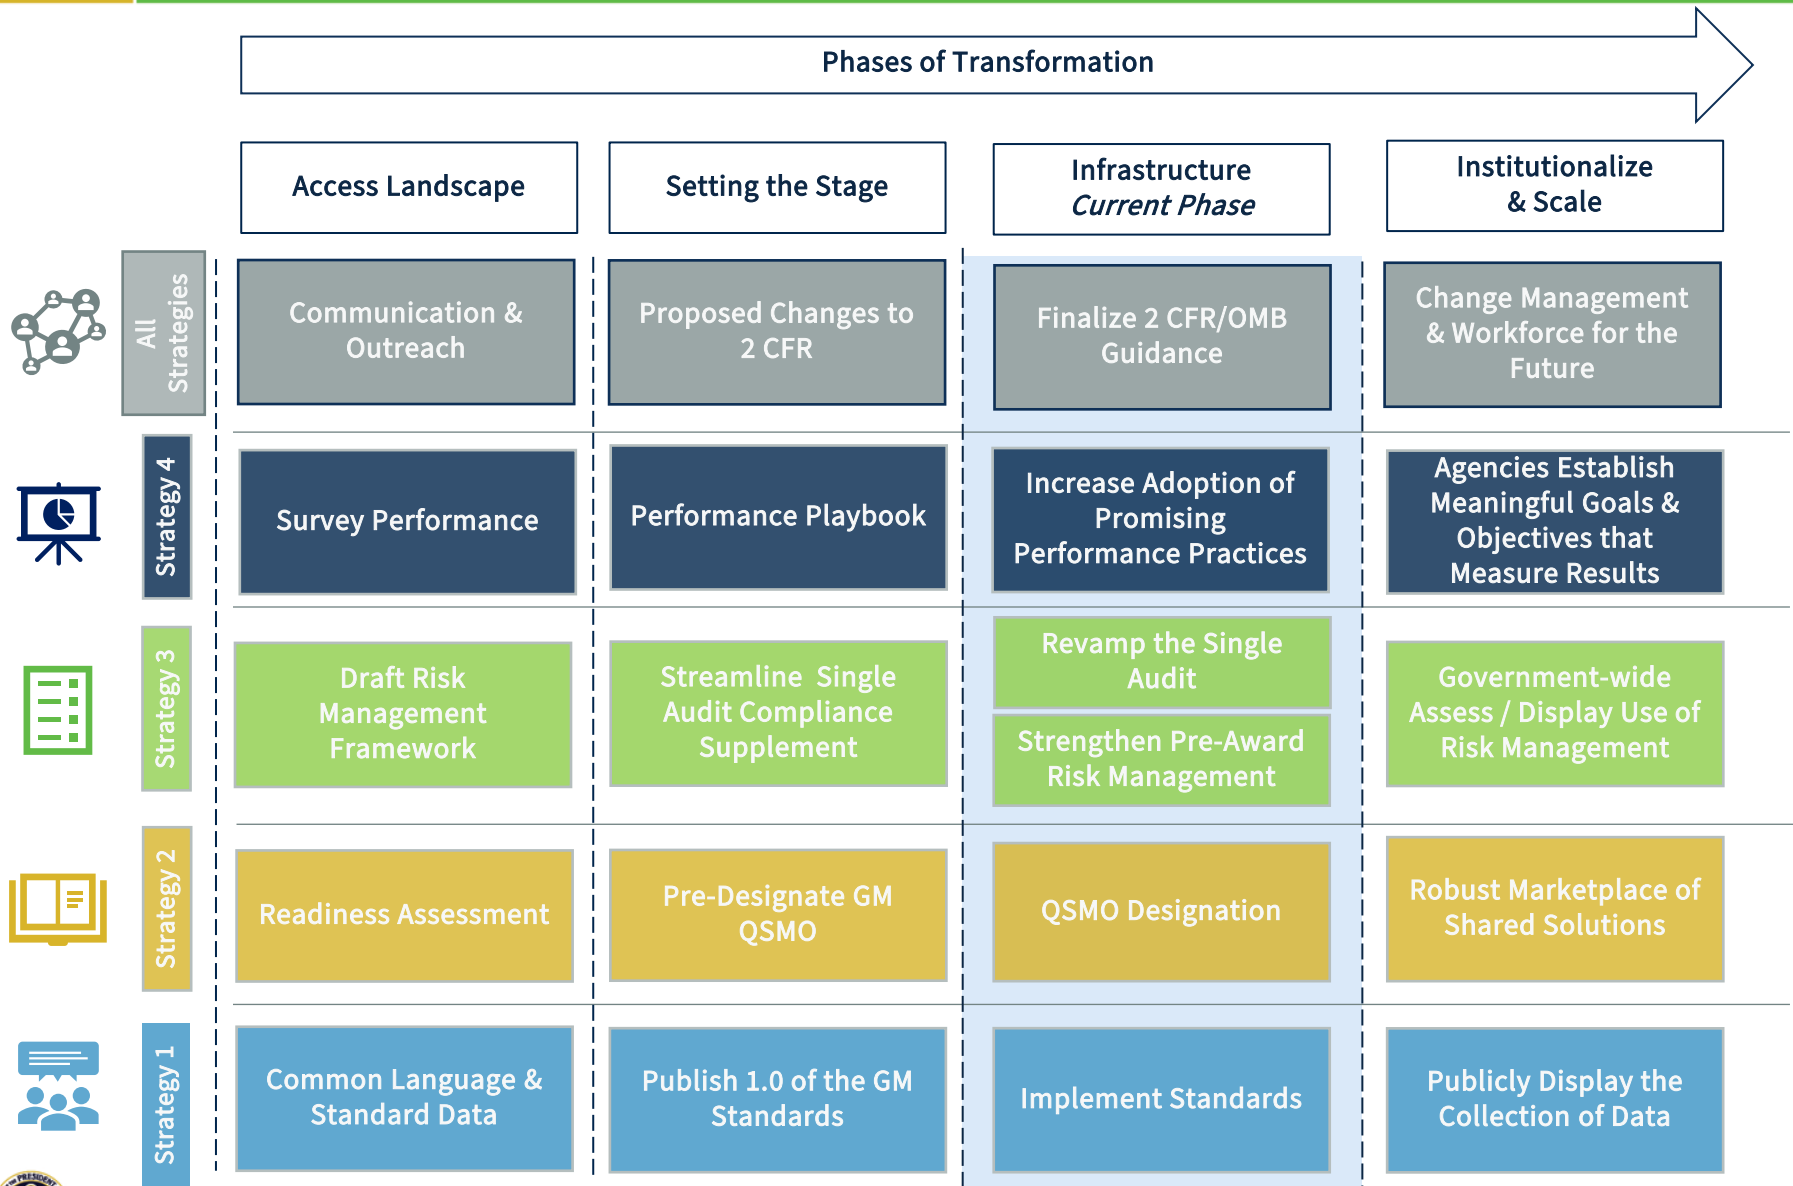 Phases of Transformation
Access Landscape
Setting the Stage
Infrastructure
Current Phase
Institutionalize
& Scale
All
Strategies
Communication &
Outreach
Proposed Changes to
2 CFR
Finalize 2 CFR/OMB
Guidance
Change Management
& Workforce for the
Future
Strategy 4
Survey Performance
Performance Playbook
Increase Adoption of
Promising
Performance Practices
Agencies Establish
Meaningful Goals &
Objectives that
Measure Results
Strategy 3
Draft Risk
Management
Framework
Streamline  Single
Audit Compliance
Supplement
Revamp the Single
Audit
Strengthen Pre-Award
Risk Management
Government-wide
Assess / Display Use of
Risk Management
Strategy 2
Readiness Assessment
Pre-Designate GM
QSMO
QSMO Designation
Robust Marketplace of
Shared Solutions
Strategy 1
Common Language &
Standard Data
Publish 1.0 of the GM
Standards
Implement Standards
Publicly Display the
Collection of Data
PRESIDENT